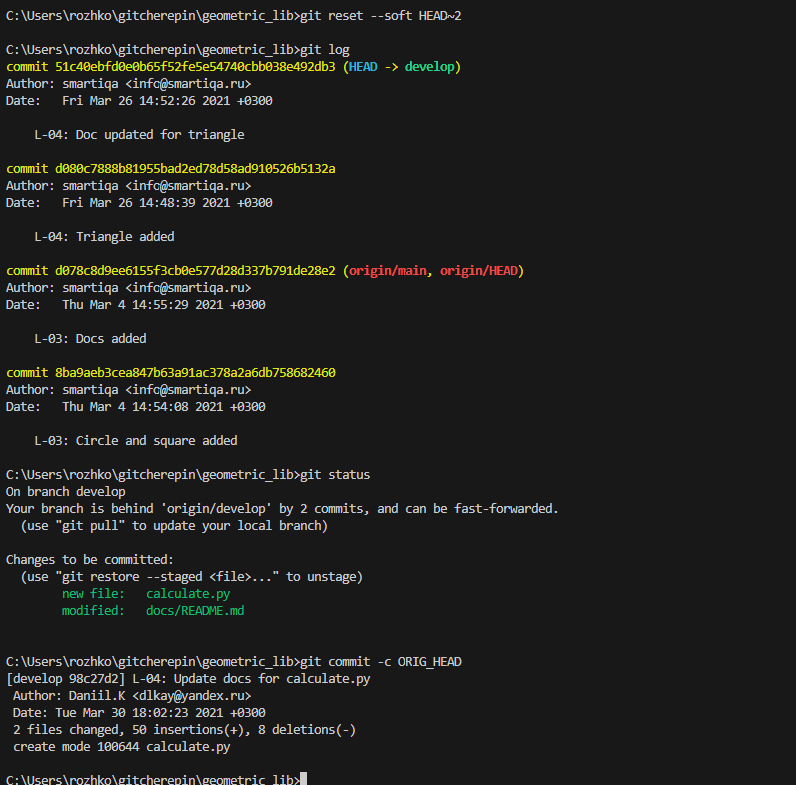 C:\Users\rozhko\gitcherepin\geometric_lib>git reset --soft HEAD~2
C:\Users\rozhko\gitcherepin\geometric_lib>git log
commit 51c40ebfd0e0b65f52fe5e54740cbb038e492db3 (HEAD -> develop)
Author: smartiqa <info@smartiqa.ru>
Date:   Fri Mar 26 14:52:26 2021 +0300
    L-04: Doc updated for triangle
commit d080c7888b81955bad2ed78d58ad910526b5132a
Author: smartiqa <info@smartiqa.ru>
Date:   Fri Mar 26 14:48:39 2021 +0300
    L-04: Triangle added
commit d078c8d9ee6155f3cb0e577d28d337b791de28e2 (origin/main, origin/HEAD)
Author: smartiqa <info@smartiqa.ru>
Date:   Thu Mar 4 14:55:29 2021 +0300
    L-03: Docs added
commit 8ba9aeb3cea847b63a91ac378a2a6db758682460
Author: smartiqa <info@smartiqa.ru>
Date:   Thu Mar 4 14:54:08 2021 +0300
    L-03: Circle and square added
C:\Users\rozhko\gitcherepin\geometric_lib>git status
On branch develop
Your branch is behind 'origin/develop' by 2 commits, and can be fast-forwarded.
  (use "git pull" to update your local branch)
Changes to be committed:
  (use "git restore --staged <file>..." to unstage)
        new file:   calculate.py
        modified:   docs/README.md
C:\Users\rozhko\gitcherepin\geometric_lib>git commit -c ORIG_HEAD
[develop 98c27d2] L-04: Update docs for calculate.py
 Author: Daniil.K <dlkay@yandex.ru>
 Date: Tue Mar 30 18:02:23 2021 +0300
 2 files changed, 50 insertions(+), 8 deletions(-)
 create mode 100644 calculate.py
C:\Users\rozhko\gitcherepin\geometric_lib>